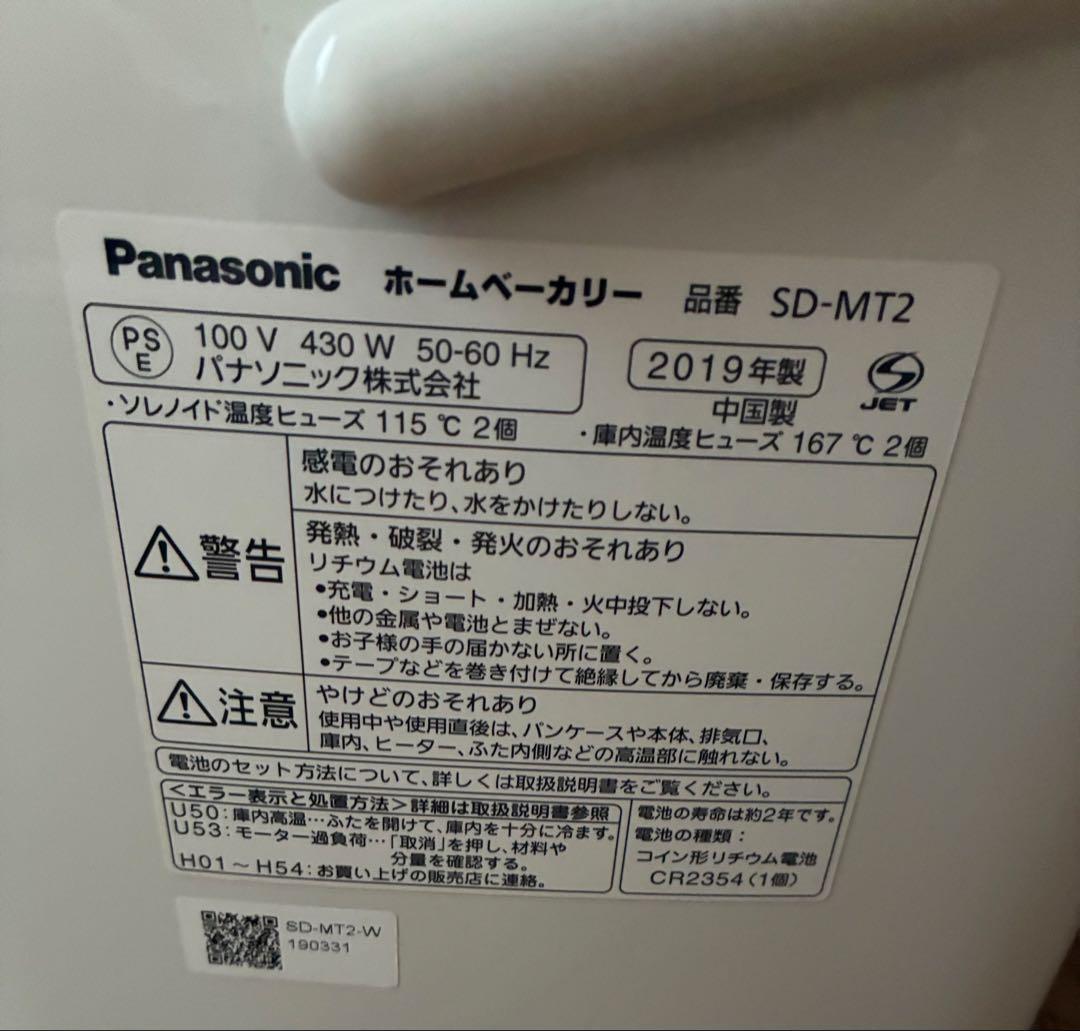 Panasonic ホームベーカリー 品番 SD-MT2
PS
E
100 V 430 W 50-60 Hz
パナソニック株式会社
2019年製
中国製
JET
・ソレノイド温度ヒューズ 115 ℃ 2個 ・庫内温度ヒューズ 167 ℃ 2個
警告
感電のおそれあり
水につけたり、水をかけたりしない。
発熱・破裂・発火のおそれあり
リチウム電池は
•充電・ショート・加熱・火中投下しない。
•他の金属や電池とまぜない。
•お子様の手の届かない所に置く。
•テープなどを巻き付けて絶縁してから廃棄・保存する。
注意
やけどのおそれあり
使用中や使用直後は、パンケースや本体、排気口、
庫内、ヒーター、ふた内側などの高温部に触れない。
電池のセット方法について、詳しくは取扱説明書をご覧ください。
＜エラー表示と処置方法＞詳細は取扱説明書参照
U50：庫内高温…ふたを開けて、庫内を十分に冷ます。
U53：モーター過負荷…「取消」を押し、材料や
分量を確認する。
H01～H54：お買い上げの販売店に連絡。
電池の寿命は約2年です。
電池の種類：
コイン形リチウム電池
CR2354（1個）
SD-MT2-W
190331